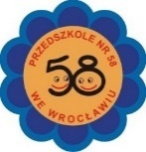 PRZEDSZKOLE NR 58
58
WE WROCŁAWIU